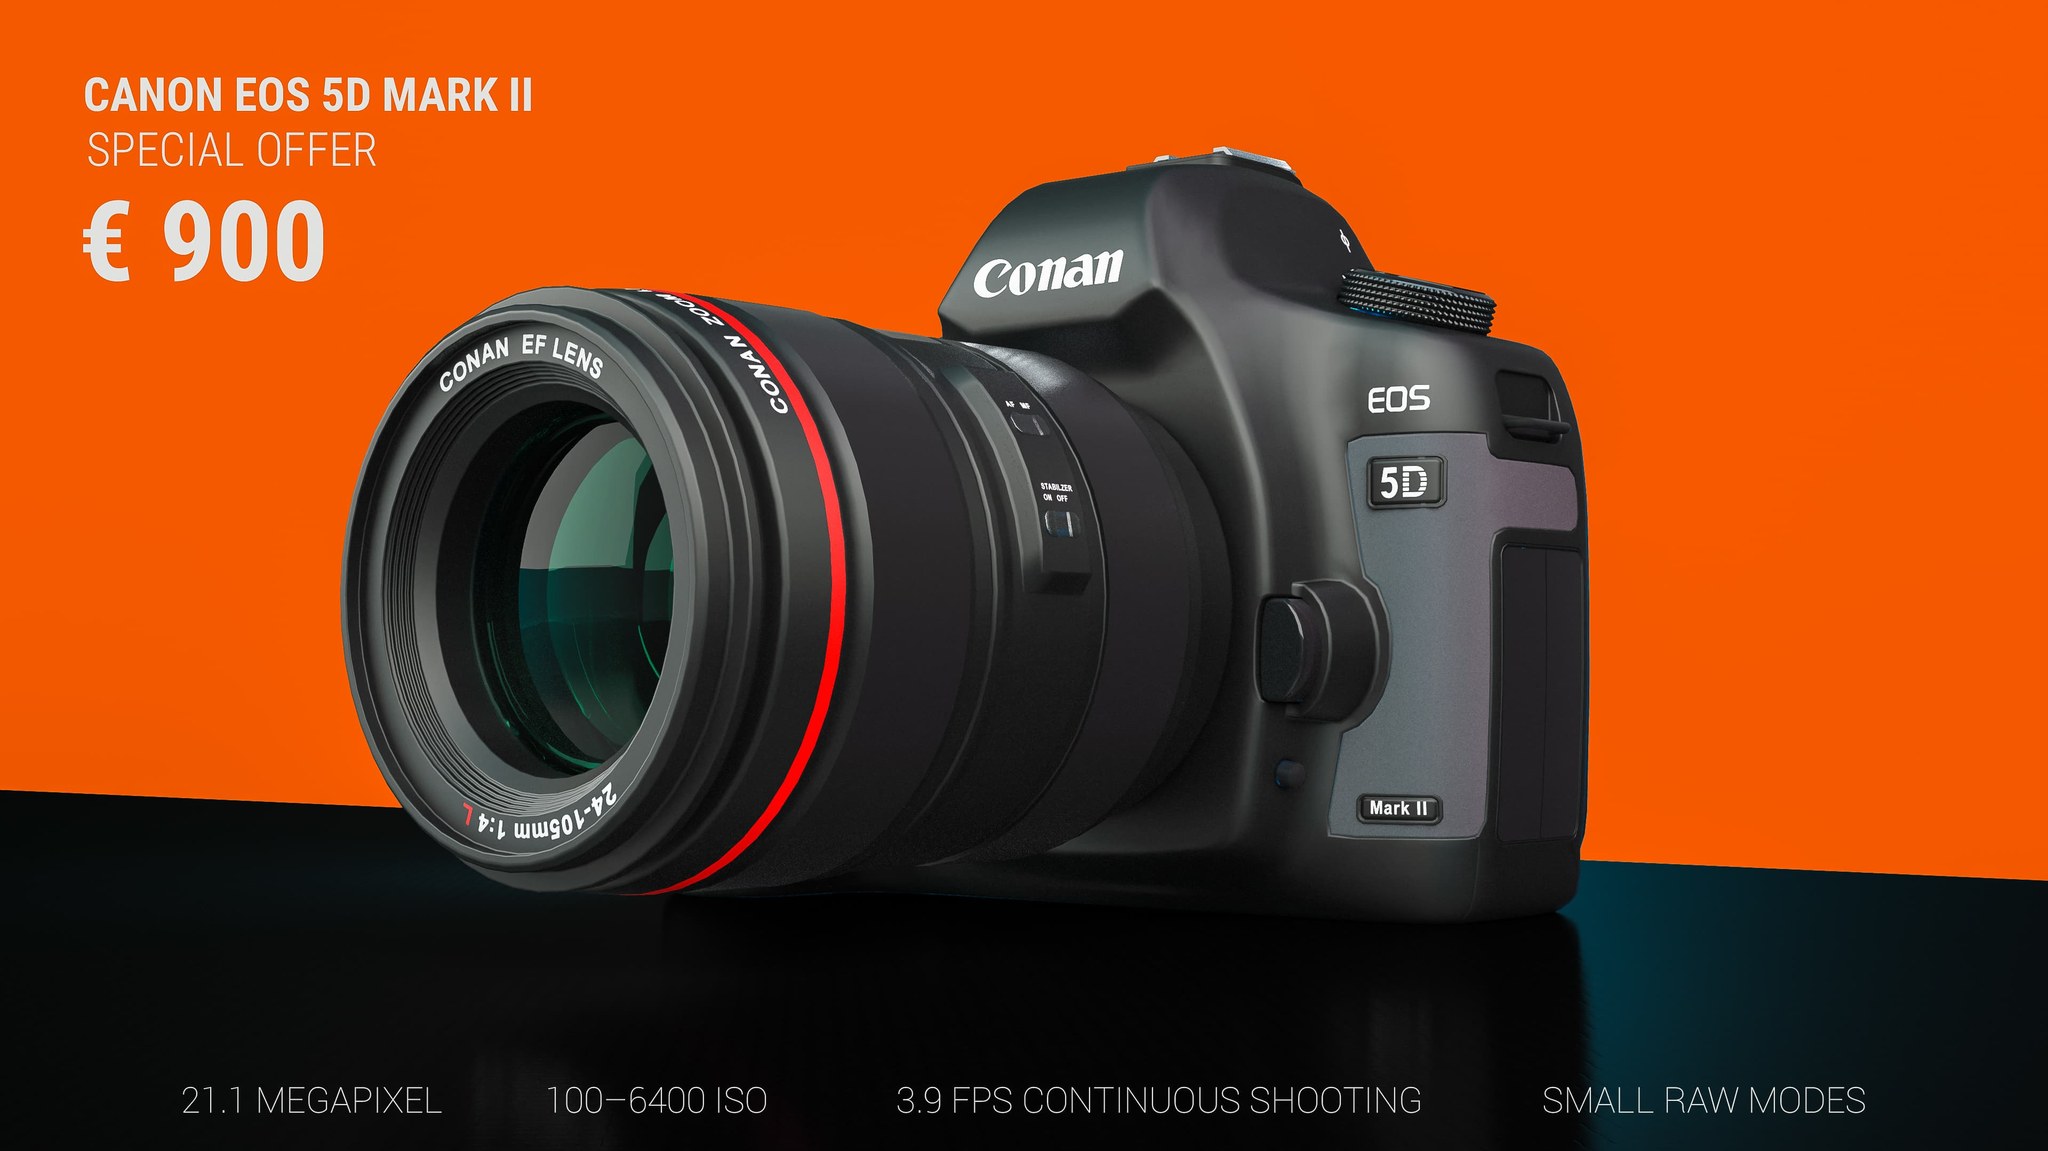 CANON EOS 5D MARK II
SPECIAL OFFER
€ 900
Conan
CONAN EF LENS
CONAN ZOOM
AF MF
EOS
5D
STABILZER
ON OFF
24-105mm 1:4 L
Mark II
21.1 MEGAPIXEL
100–6400 ISO
3.9 FPS CONTINUOUS SHOOTING
SMALL RAW MODES